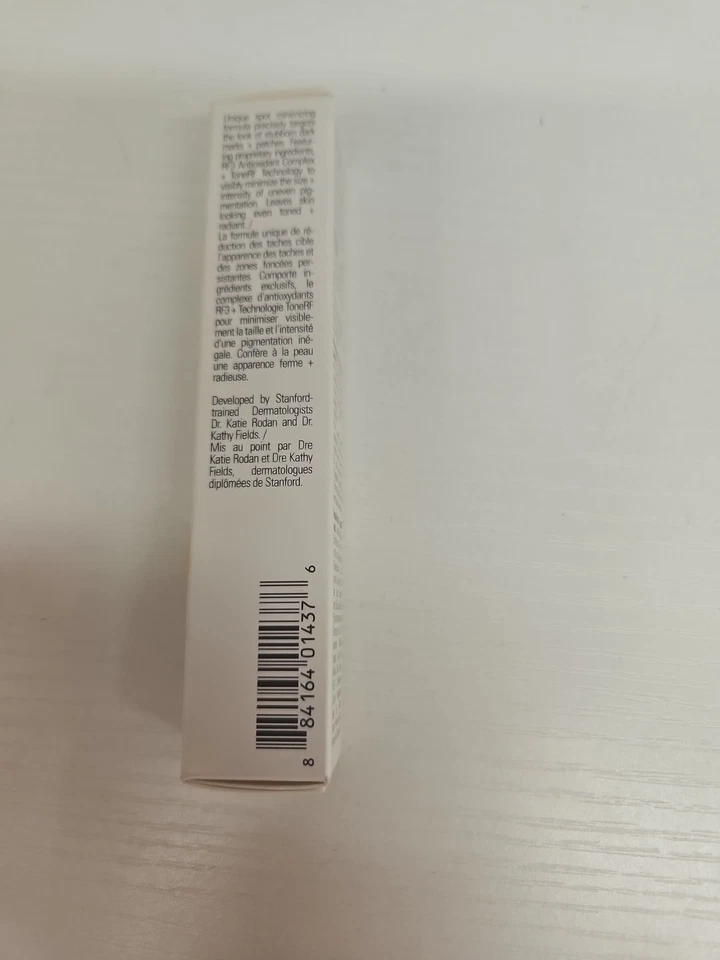 Unique spot minimizing
formula precisely targets
the look of stubborn dark
marks + patches. Featur-
ing proprietary ingredients,
RF3 Antioxidant Complex
+ ToneRF Technology to
visibly minimize the size +
intensity of uneven pig-
mentation. Leaves skin
looking even toned +
radiant. /
La formule unique de ré-
duction des taches cible
l'apparence des taches et
des zones foncées per-
sistantes. Comporte in-
grédients exclusifs, le
complexe d'antioxydants
RF3 + Technologie ToneRF
pour minimiser visible-
ment la taille et l'intensité
d'une pigmentation iné-
gale. Confère à la peau
une apparence ferme +
radieuse.
Developed by Stanford-
trained Dermatologists
Dr. Katie Rodan and Dr.
Kathy Fields. /
Mis au point par Dre
Katie Rodan et Dre Kathy
Fields, dermatologues
diplômées de Stanford.
8 84164 01437 6